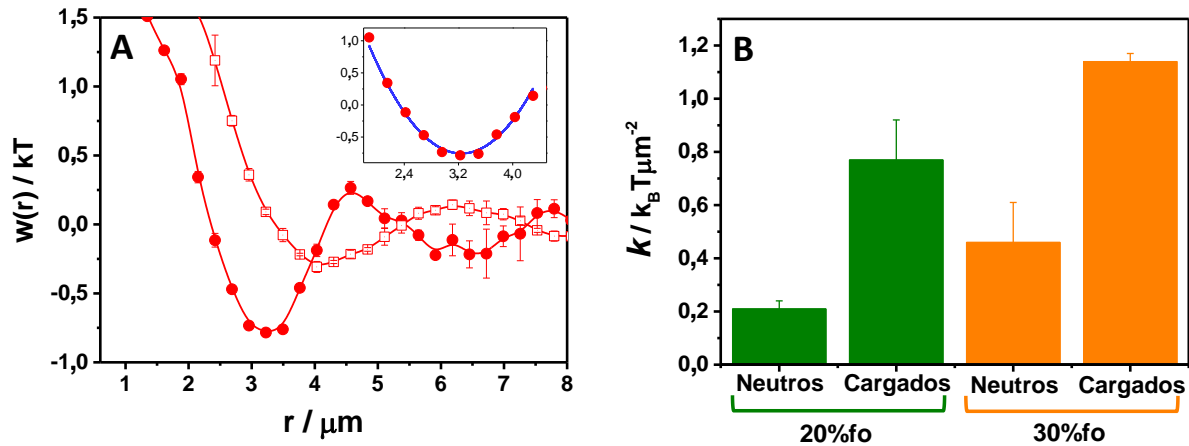 A
w(r) / kT
1,5
1,0
0,5
0,0
-0,5
-1,0
1 2 3 4 5 6 7 8
r / μm
1,0
0,5
0,0
-0,5
2,4 3,2 4,0
B
k / k_BTμm⁻²
1,2
1,0
0,8
0,6
0,4
0,2
0,0
Neutros Cargados Neutros Cargados
20%fo 30%fo